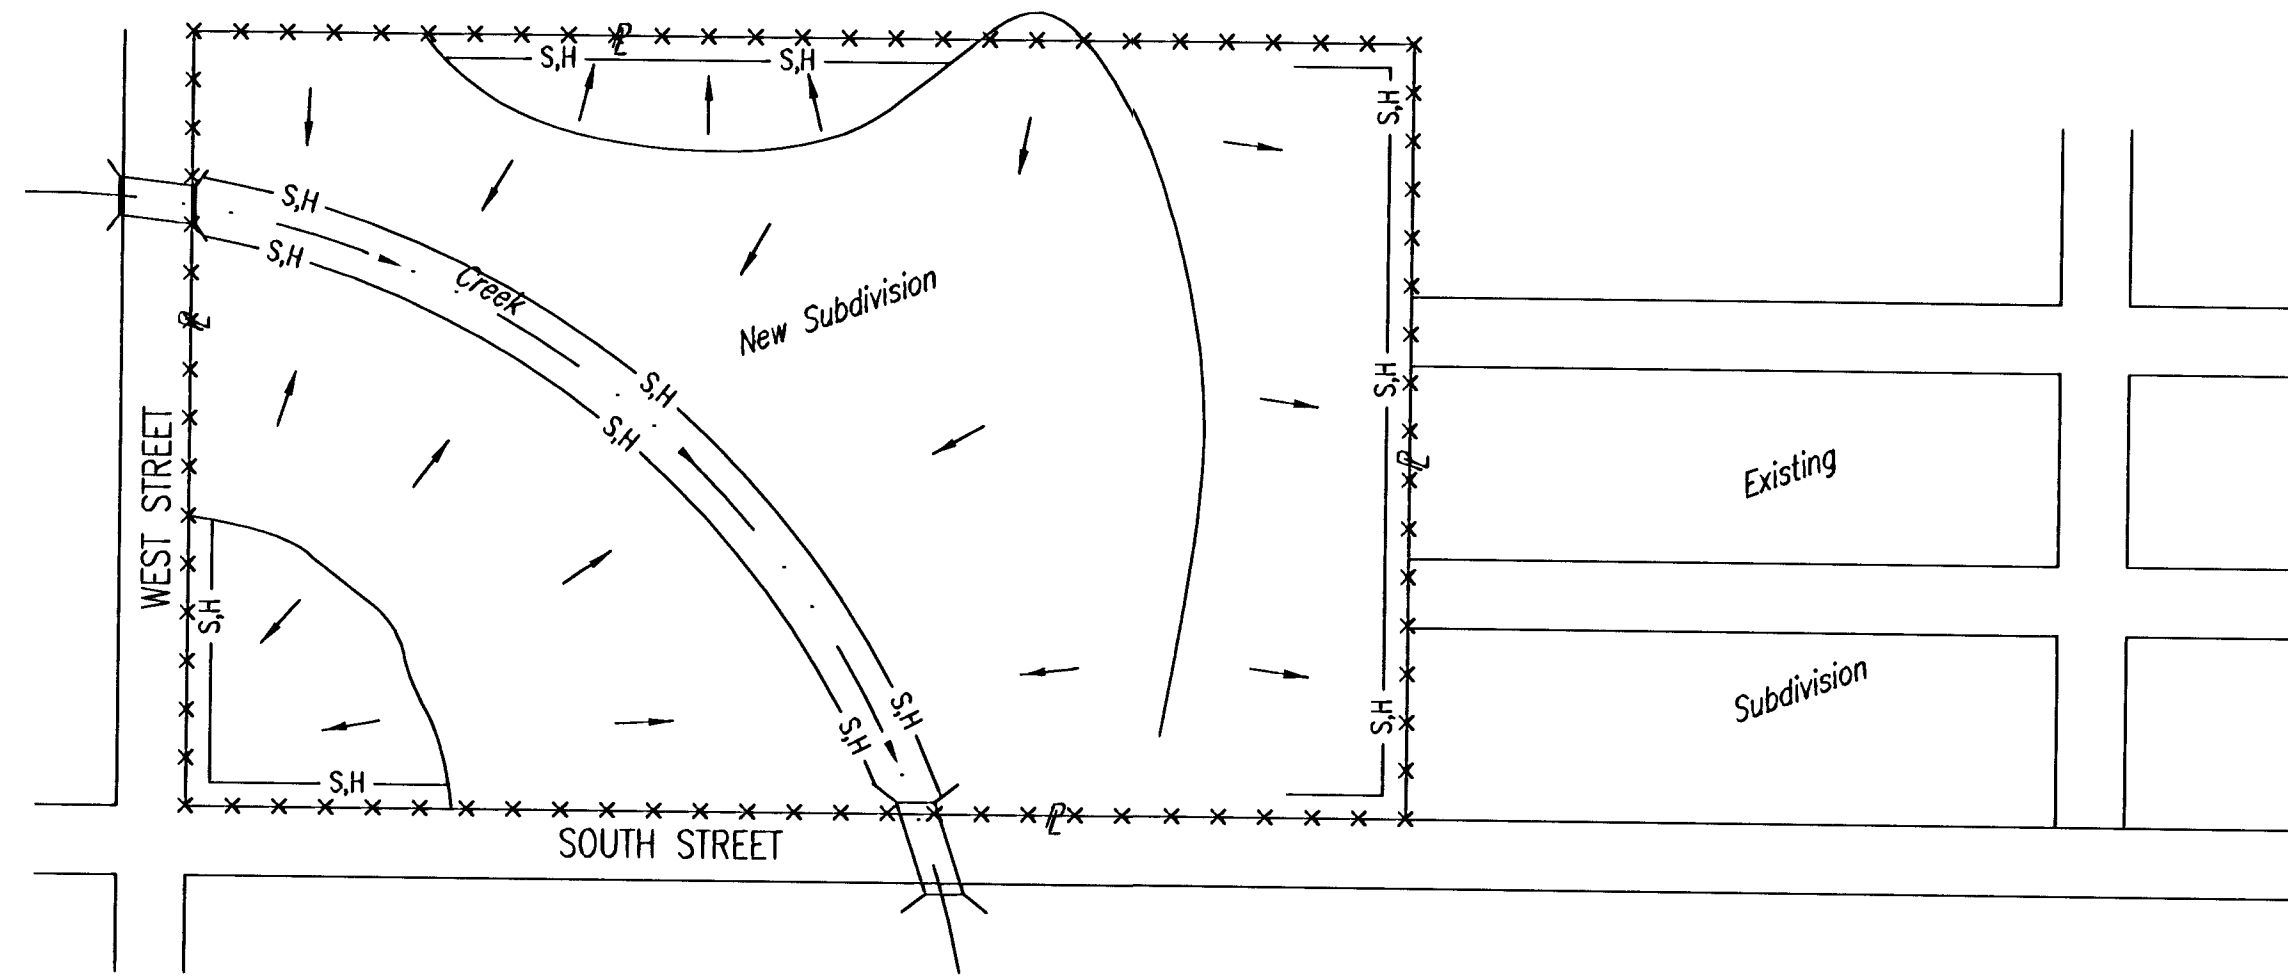 ℄
S,H
S,H
S,H
S,H
S,H
Creek
New Subdivision
℄
S,H
S,H
S,H
WEST STREET
℄
Existing
S,H
Subdivision
S,H
S,H
S,H
S,H
℄
SOUTH STREET